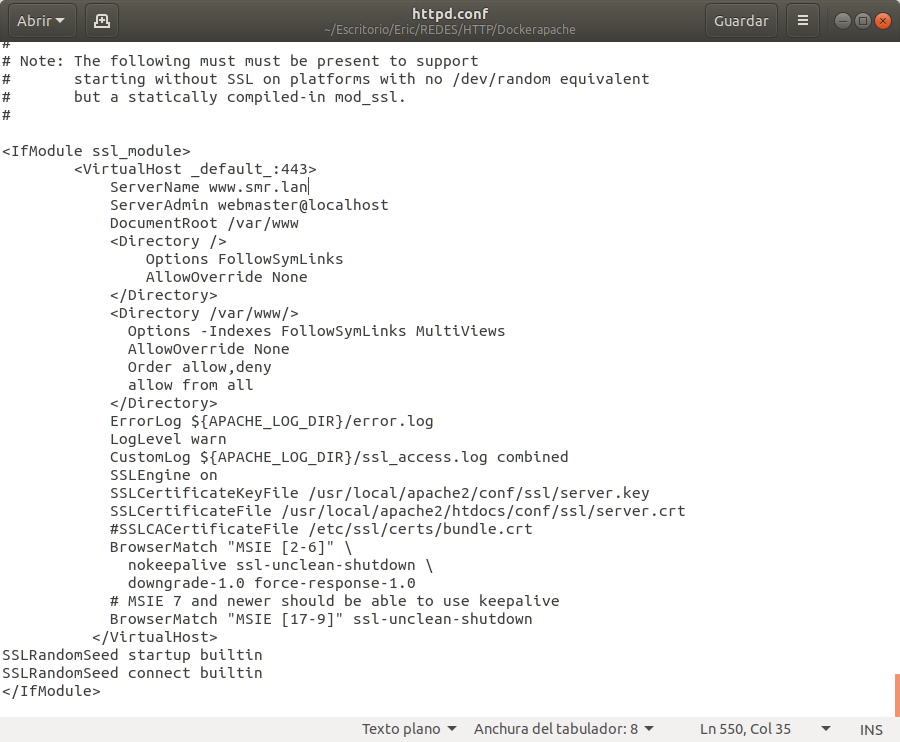 Abrir
httpd.conf
~/Escritorio/Eric/REDES/HTTP/Dockerapache
Guardar
#
# Note: The following must must be present to support
#       starting without SSL on platforms with no /dev/random equivalent
#       but a statically compiled-in mod_ssl.
#
<IfModule ssl_module>
        <VirtualHost _default_:443>
            ServerName www.smr.lan
            ServerAdmin webmaster@localhost
            DocumentRoot /var/www
            <Directory />
                Options FollowSymLinks
                AllowOverride None
            </Directory>
            <Directory /var/www/>
              Options -Indexes FollowSymLinks MultiViews
              AllowOverride None
              Order allow,deny
              allow from all
            </Directory>
            ErrorLog ${APACHE_LOG_DIR}/error.log
            LogLevel warn
            CustomLog ${APACHE_LOG_DIR}/ssl_access.log combined
            SSLEngine on
            SSLCertificateKeyFile /usr/local/apache2/conf/ssl/server.key
            SSLCertificateFile /usr/local/apache2/htdocs/conf/ssl/server.crt
            #SSLCACertificateFile /etc/ssl/certs/bundle.crt
            BrowserMatch "MSIE [2-6]" \
              nokeepalive ssl-unclean-shutdown \
              downgrade-1.0 force-response-1.0
            # MSIE 7 and newer should be able to use keepalive
            BrowserMatch "MSIE [17-9]" ssl-unclean-shutdown
          </VirtualHost>
SSLRandomSeed startup builtin
SSLRandomSeed connect builtin
</IfModule>
Texto plano
Anchura del tabulador: 8
Ln 550, Col 35
INS